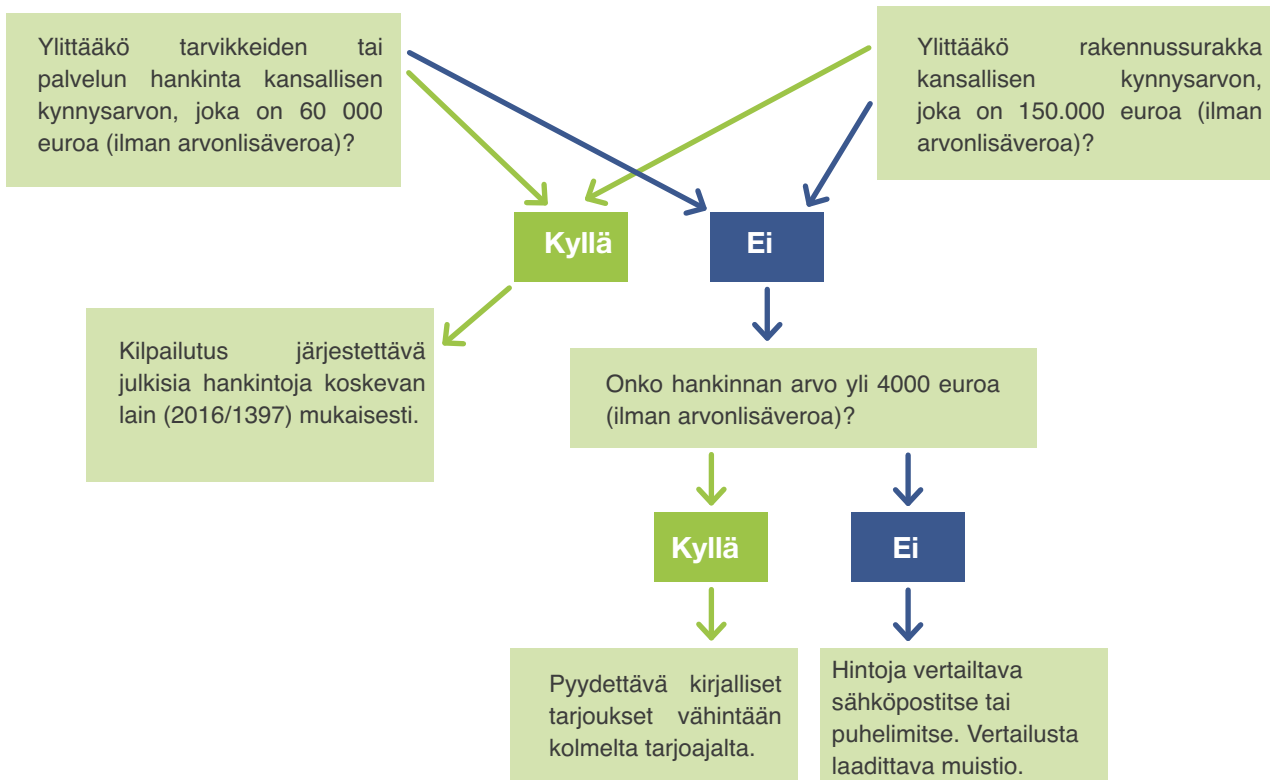 Ylittääkö tarvikkeiden tai
palvelun hankinta kansallisen
kynnysarvon, joka on 60 000
euroa (ilman arvonlisäveroa)?
Ylittääkö rakennussurakka
kansallisen kynnysarvon,
joka on 150.000 euroa (ilman
arvonlisäveroa)?
Kyllä
Ei
Kilpailutus järjestettävä
julkisia hankintoja koskevan
lain (2016/1397) mukaisesti.
Onko hankinnan arvo yli 4000 euroa
(ilman arvonlisäveroa)?
Kyllä
Ei
Pyydettävä kirjalliset
tarjoukset vähintään
kolmelta tarjoajalta.
Hintoja vertailtava
sähköpostitse tai
puhelimitse. Vertailusta
laadittava muistio.